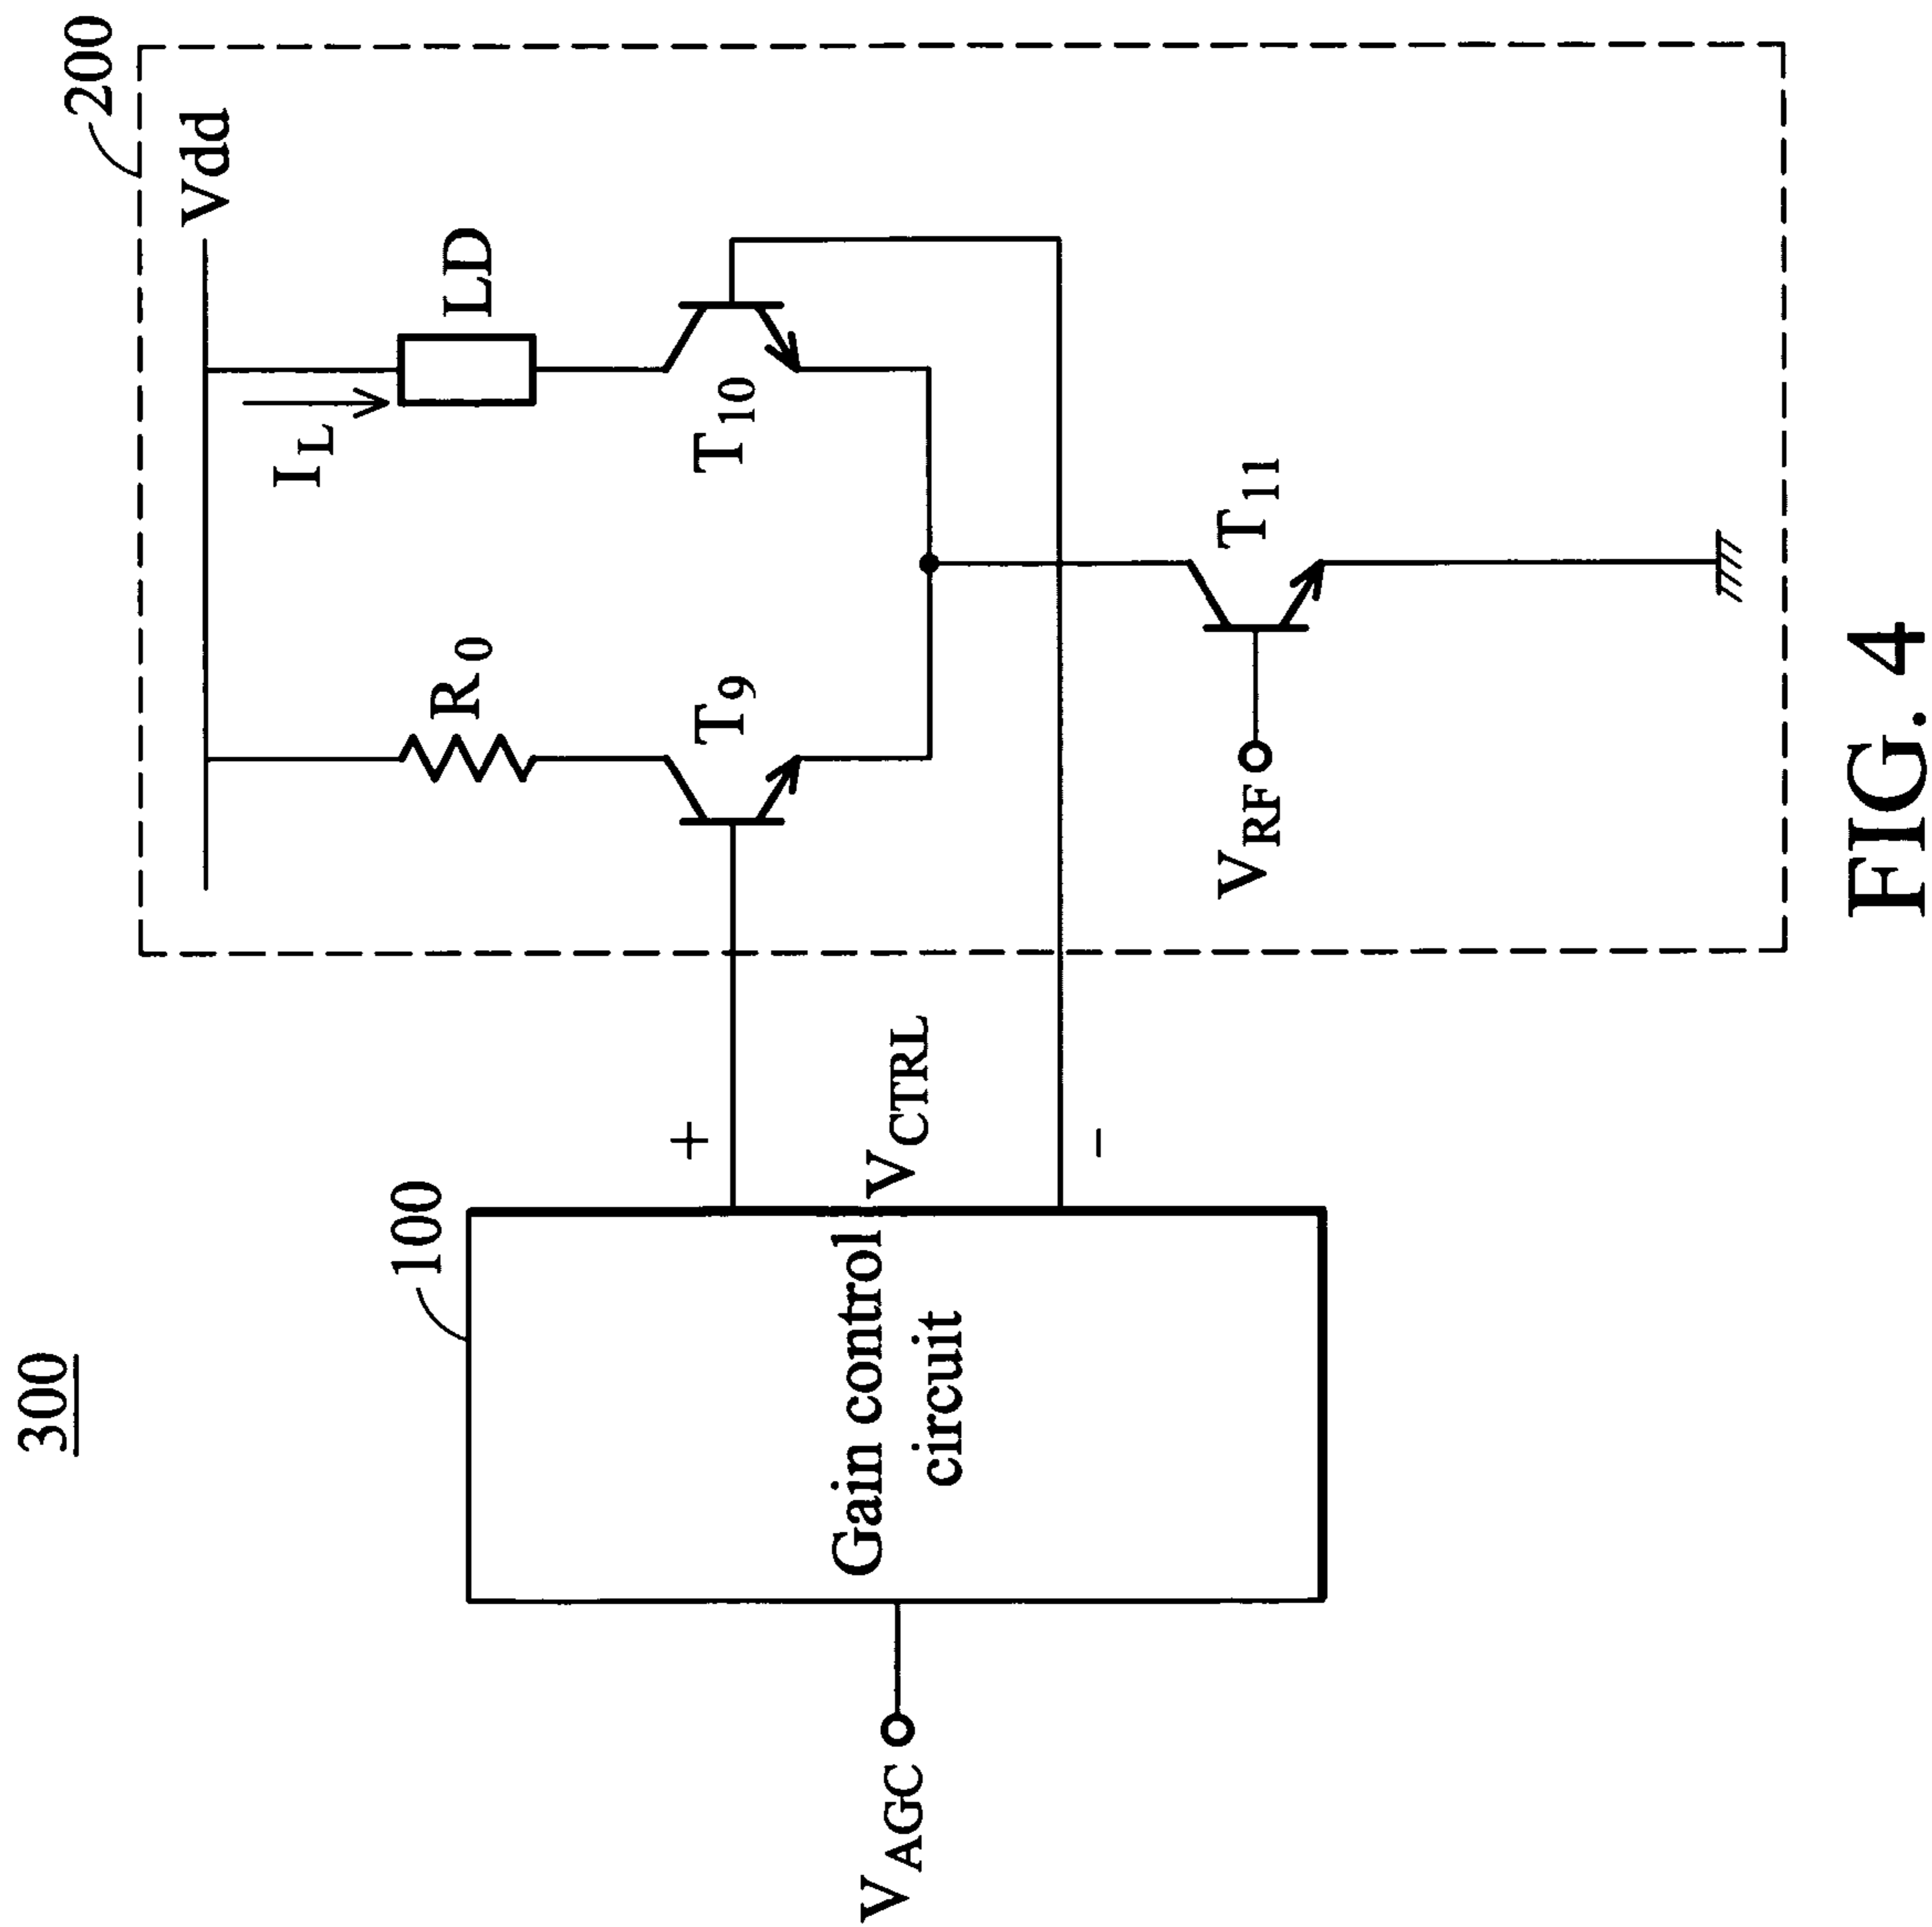 300
200
Vdd
I_L
LD
R_0
100
T_9
T_10
+
Gain control
circuit
V_CTRL
V_AGC
-
V_RF
T_11
FIG. 4